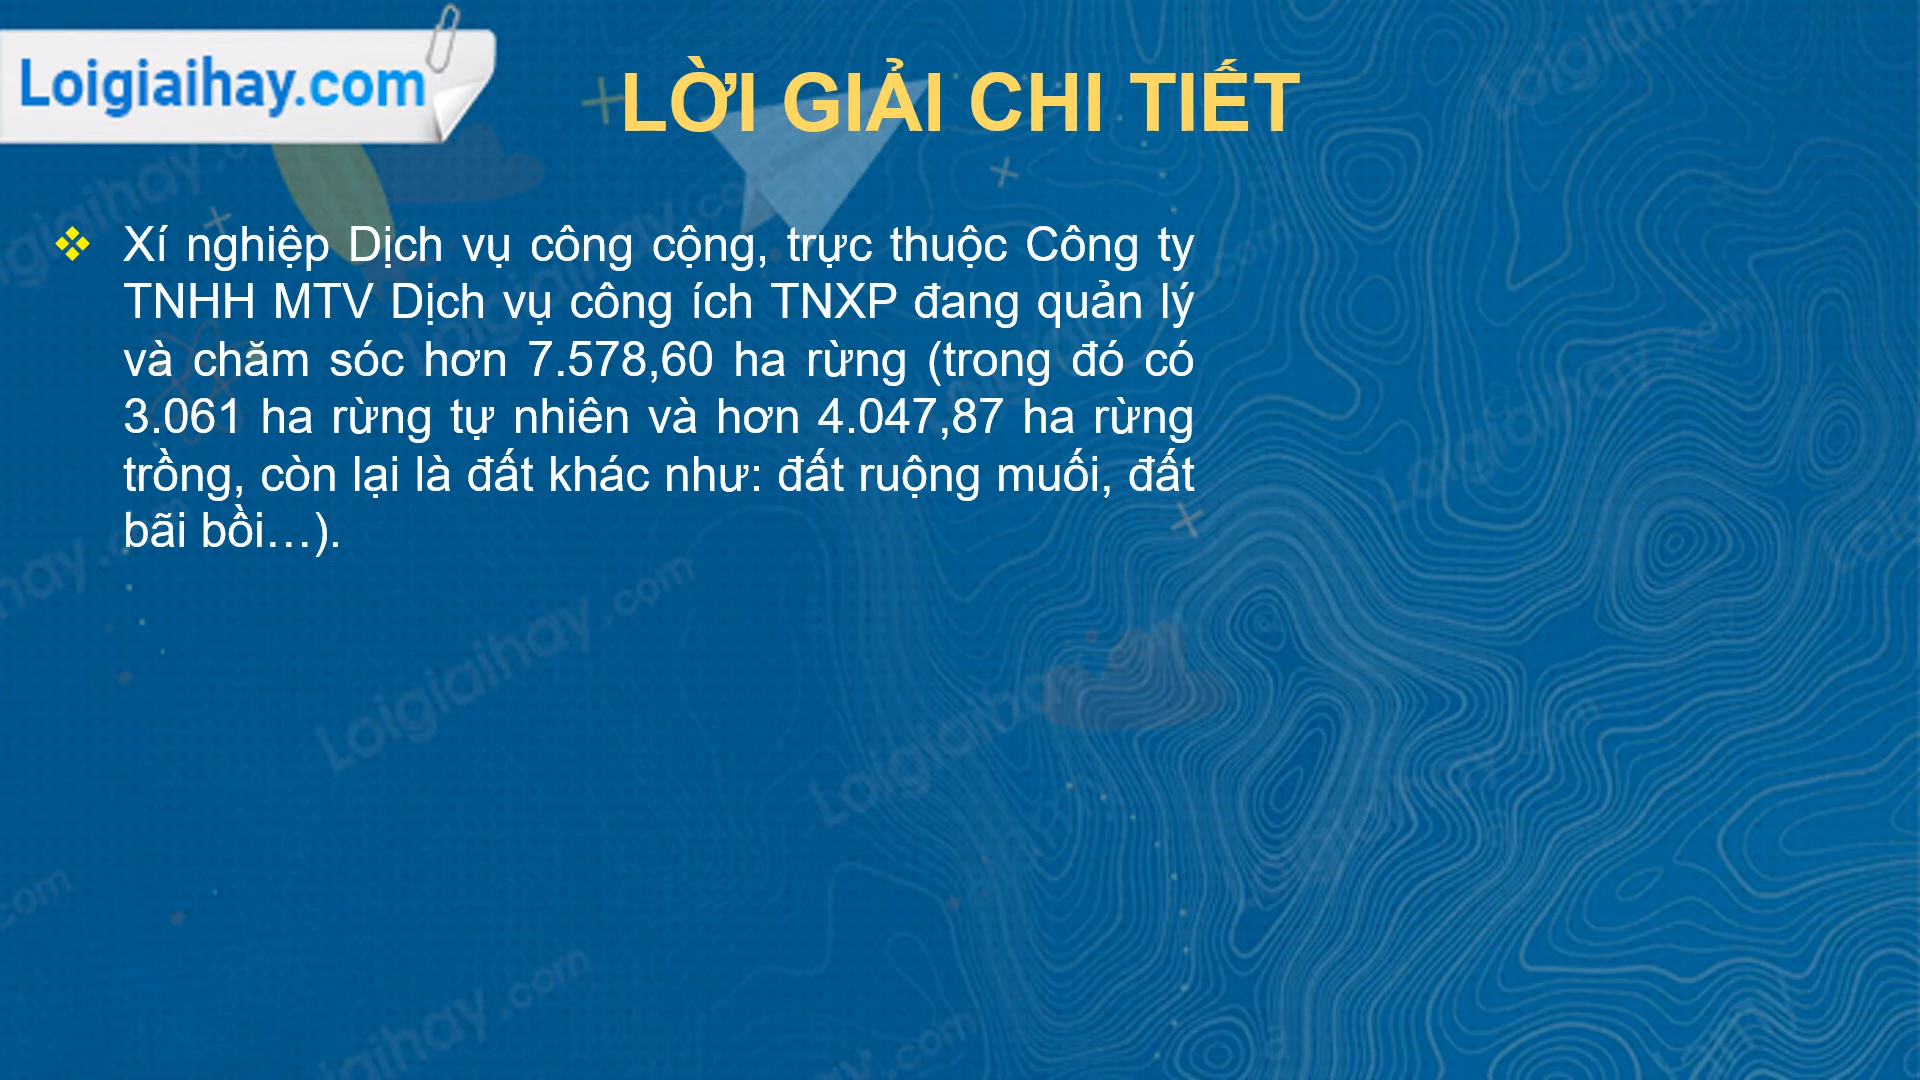 Loigiaihay.com
LỜI GIẢI CHI TIẾT
❖ Xí nghiệp Dịch vụ công cộng, trực thuộc Công ty
TNHH MTV Dịch vụ công ích TNXP đang quản lý
và chăm sóc hơn 7.578,60 ha rừng (trong đó có
3.061 ha rừng tự nhiên và hơn 4.047,87 ha rừng
trồng, còn lại là đất khác như: đất ruộng muối, đất
bãi bồi…).
Loigiaihay.com